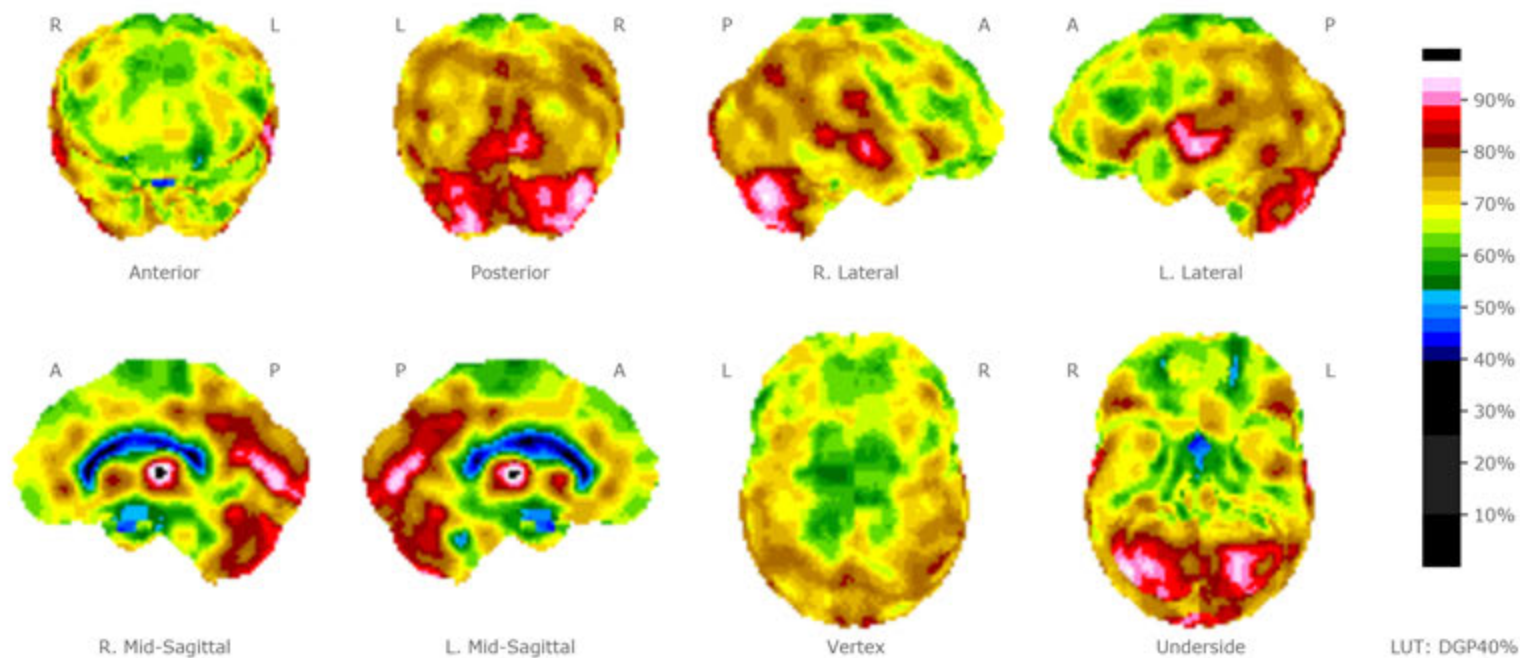 R L L R P A A P
Anterior Posterior R. Lateral L. Lateral
A P P A L R R L
R. Mid-Sagittal L. Mid-Sagittal Vertex Underside
90%
80%
70%
60%
50%
40%
30%
20%
10%
LUT: DGP40%